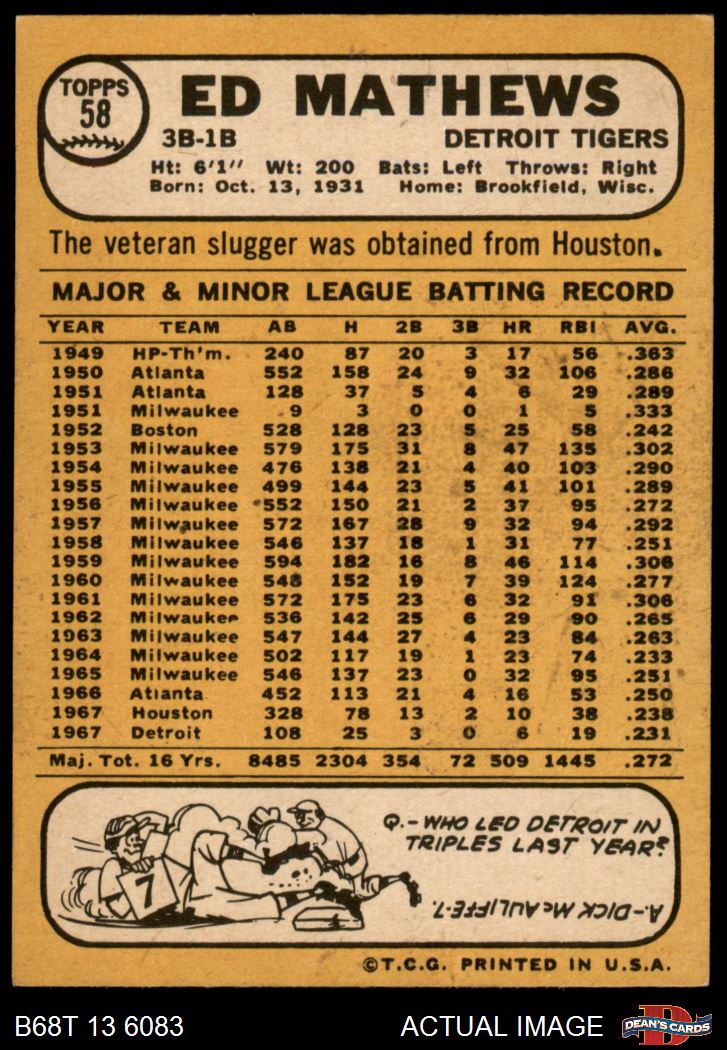 TOPPS
58
ED MATHEWS
3B-1B DETROIT TIGERS
Ht: 6'1" Wt: 200 Bats: Left Throws: Right
Born: Oct. 13, 1931 Home: Brookfield, Wisc.
The veteran slugger was obtained from Houston.
MAJOR & MINOR LEAGUE BATTING RECORD
YEAR TEAM AB H 2B 3B HR RBI AVG.
1949 HP-Th'm. 240 87 20 3 17 56 .363
1950 Atlanta 552 158 24 9 32 106 .286
1951 Atlanta 128 37 5 4 6 29 .289
1951 Milwaukee 9 3 0 0 1 5 .333
1952 Boston 528 128 23 5 25 58 .242
1953 Milwaukee 579 175 31 8 47 135 .302
1954 Milwaukee 476 138 21 4 40 103 .290
1955 Milwaukee 499 144 23 5 41 101 .289
1956 Milwaukee 552 150 21 2 37 95 .272
1957 Milwaukee 572 167 28 9 32 94 .292
1958 Milwaukee 546 137 18 1 31 77 .251
1959 Milwaukee 594 182 16 8 46 114 .306
1960 Milwaukee 548 152 19 7 39 124 .277
1961 Milwaukee 572 175 23 6 32 91 .306
1962 Milwaukee 536 142 25 6 29 90 .265
1963 Milwaukee 547 144 27 4 23 84 .263
1964 Milwaukee 502 117 19 1 23 74 .233
1965 Milwaukee 546 137 23 0 32 95 .251
1966 Atlanta 452 113 21 4 16 53 .250
1967 Houston 328 78 13 2 10 38 .238
1967 Detroit 108 25 3 0 6 19 .231
Maj. Tot. 16 Yrs. 8485 2304 354 72 509 1445 .272
7
Q.-WHO LED DETROIT IN
TRIPLES LAST YEAR?
A-DICK McAULIFFE-7.
©T.C.G. PRINTED IN U.S.A.
B68T 13 6083 ACTUAL IMAGE
D
DEAN'S CARDS